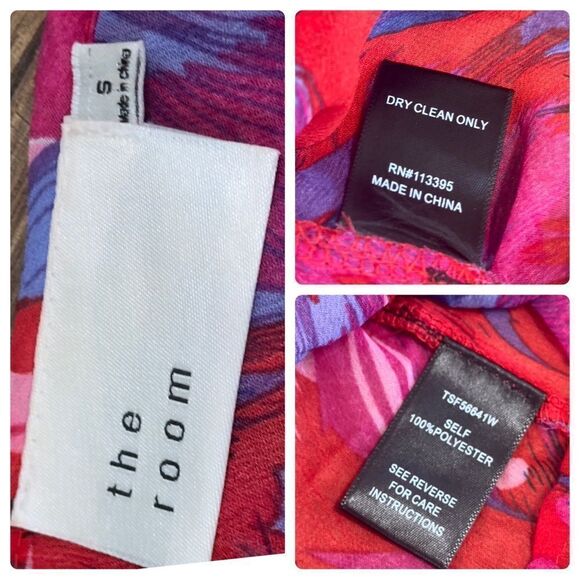 S
Made in china
the
room
DRY CLEAN ONLY
RN#113395
MADE IN CHINA
TSF56641W
SELF
100%POLYESTER
SEE REVERSE
FOR CARE
INSTRUCTIONS